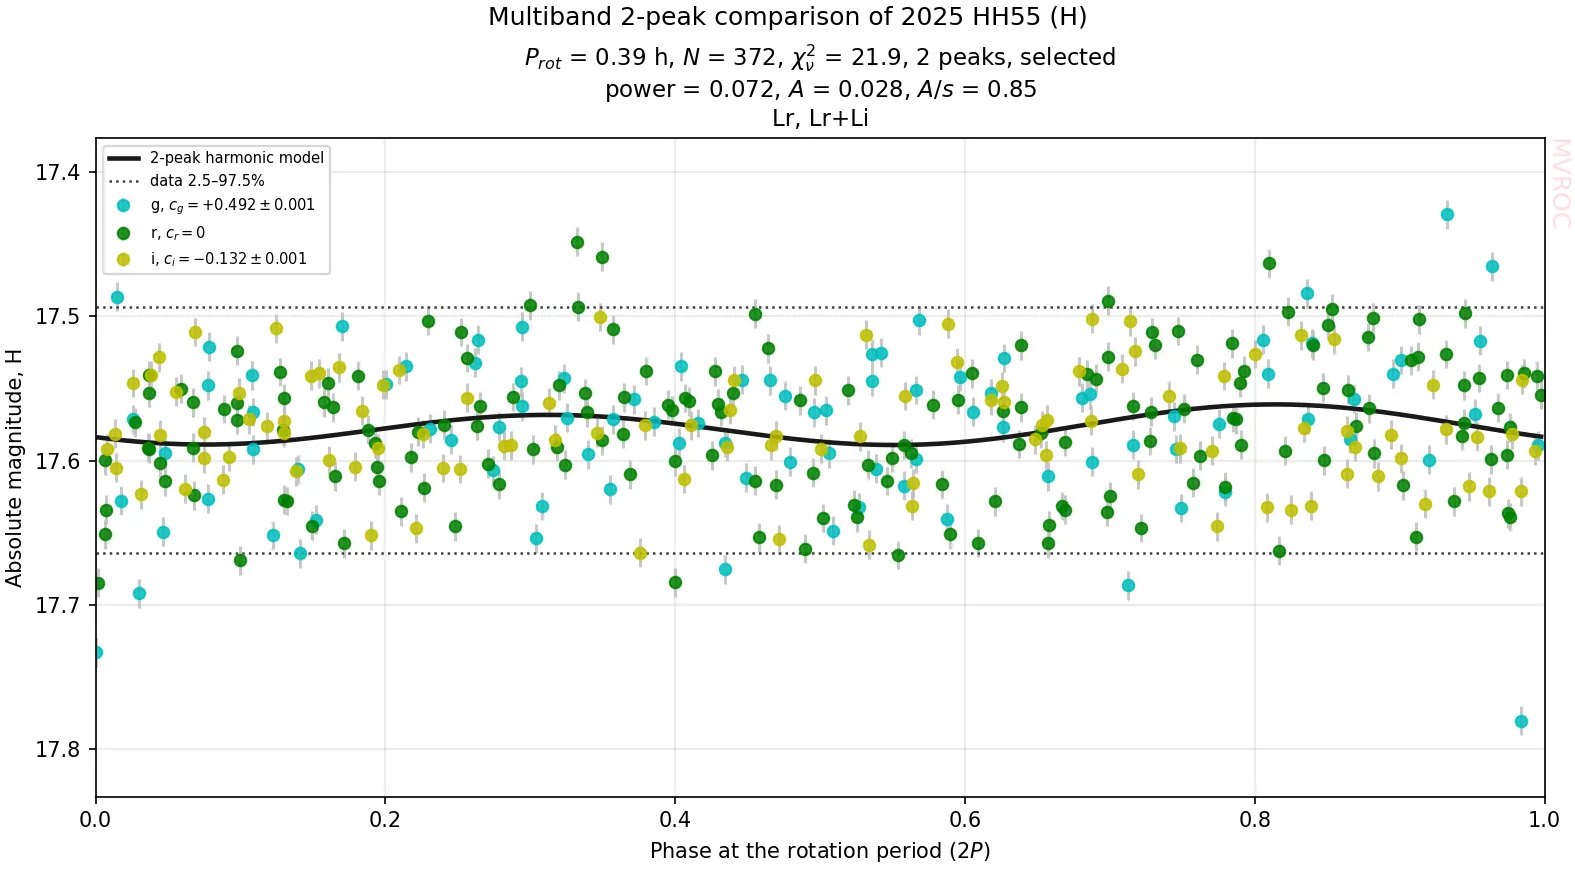 Multiband 2-peak comparison of 2025 HH55 (H)
P_rot = 0.39 h, N = 372, χ²_ν = 21.9, 2 peaks, selected
power = 0.072, A = 0.028, A/s = 0.85
Lr, Lr+Li
2-peak harmonic model
data 2.5–97.5%
g, c_g = +0.492 ± 0.001
r, c_r = 0
i, c_i = −0.132 ± 0.001
MVROC
Absolute magnitude, H
17.4
17.5
17.6
17.7
17.8
0.0 0.2 0.4 0.6 0.8 1.0
Phase at the rotation period (2P)